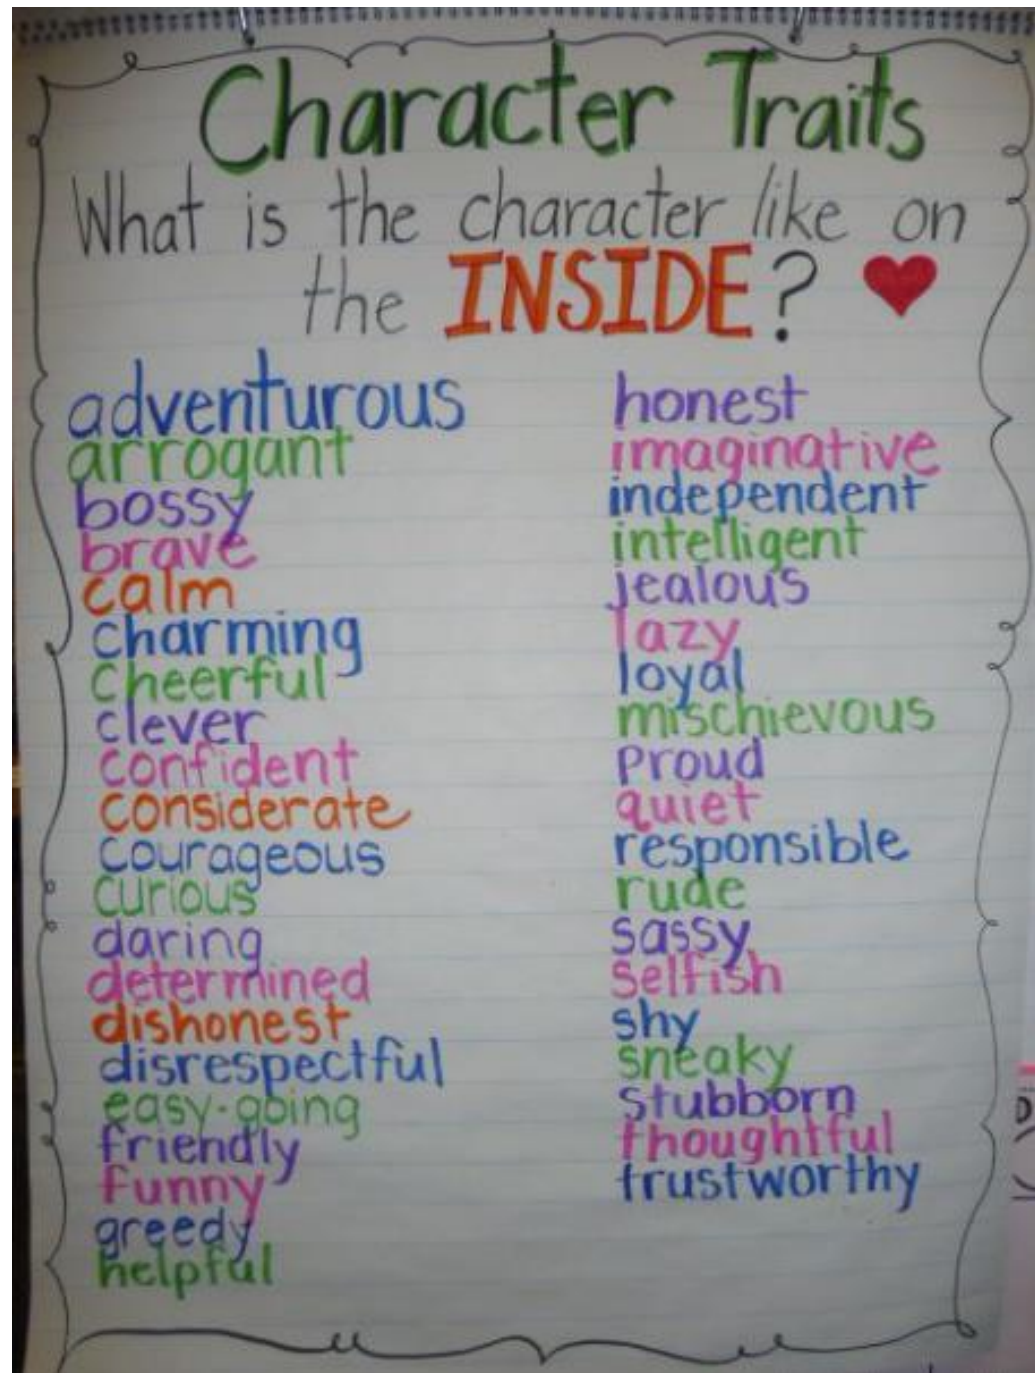 Character Traits
What is the character like on
the INSIDE?
adventurous
arrogant
bossy
brave
calm
charming
cheerful
clever
confident
considerate
courageous
curious
daring
determined
dishonest
disrespectful
easy-going
friendly
funny
greedy
helpful
honest
imaginative
independent
intelligent
jealous
lazy
loyal
mischievous
proud
quiet
responsible
rude
sassy
selfish
shy
sneaky
stubborn
thoughtful
trustworthy